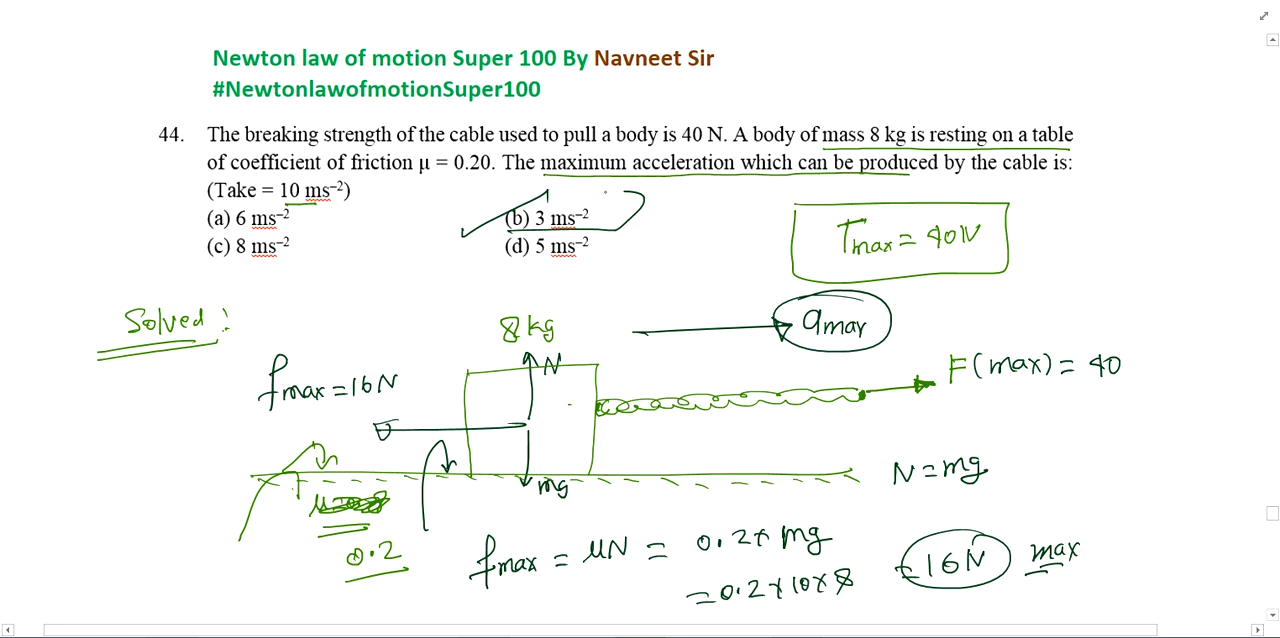 Newton law of motion Super 100 By Navneet Sir
#NewtonlawofmotionSuper100
44. The breaking strength of the cable used to pull a body is 40 N. A body of mass 8 kg is resting on a table
of coefficient of friction μ = 0.20. The maximum acceleration which can be produced by the cable is:
(Take = 10 ms⁻²)
(a) 6 ms⁻² (b) 3 ms⁻²
(c) 8 ms⁻² (d) 5 ms⁻²
Tmax = 40N
Solved :
8kg
amax
fmax = 16N
N
F(max) = 40
mg
N = mg
0.2
fmax = μN = 0.2 × mg
= 0.2 × 10 × 8
= 16N max